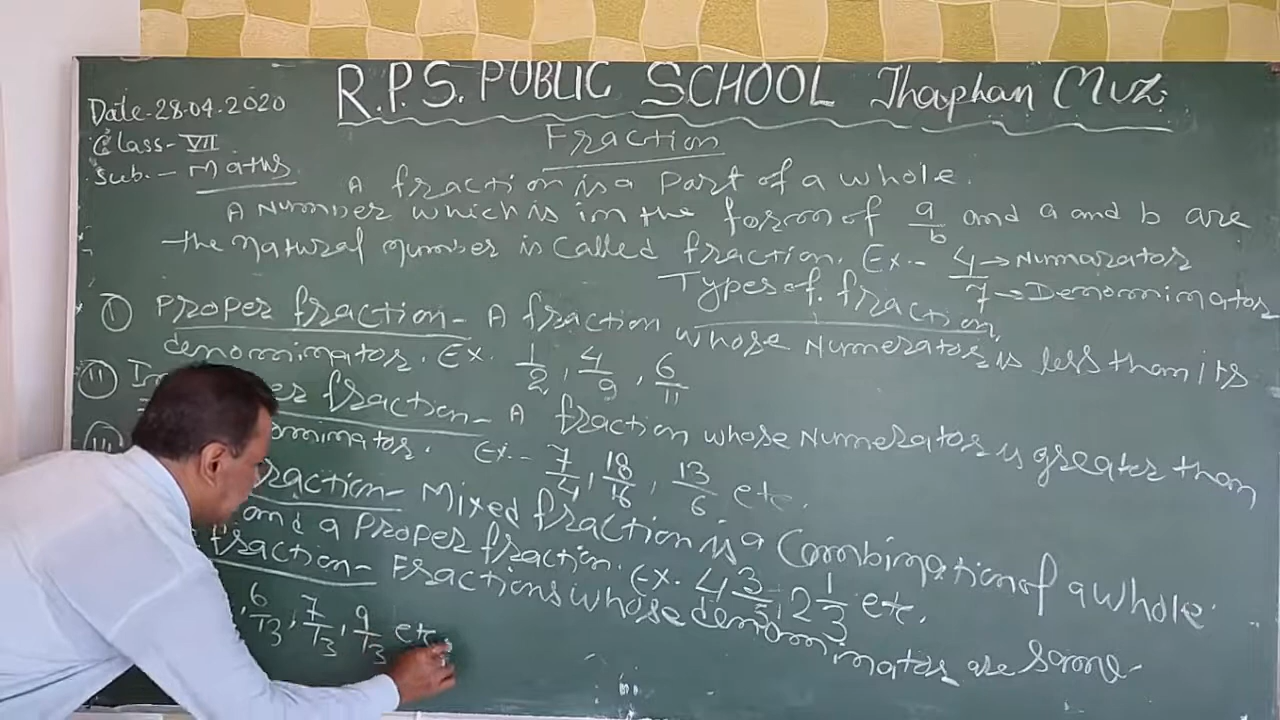 R.P.S. PUBLIC SCHOOL Jhaphan Muz.
Date-28.04.2020
Class-VII
Sub.- Maths
Fraction
A fraction is a Part of a whole.
A Number which is in the form of a/b and a and b are
the natural number is Called fraction. Ex.- 4/7 → Numarator
→ Denominator
Types of fraction
(I) Proper fraction- A fraction whose Numerator is less than its
denominator. Ex. 1/2, 4/9, 6/11
(II) fraction- A fraction whose Numerator is greater than
Ex.- 7/4, 18/16, 13/6 etc.
(III) fraction- Mixed fraction is a Combination of a whole
and a Proper fraction. Ex. 4 3/5, 2 1/3 etc.
fraction- Fractions whose denominator are Same-
, 6/13, 7/13, 9/13 etc.